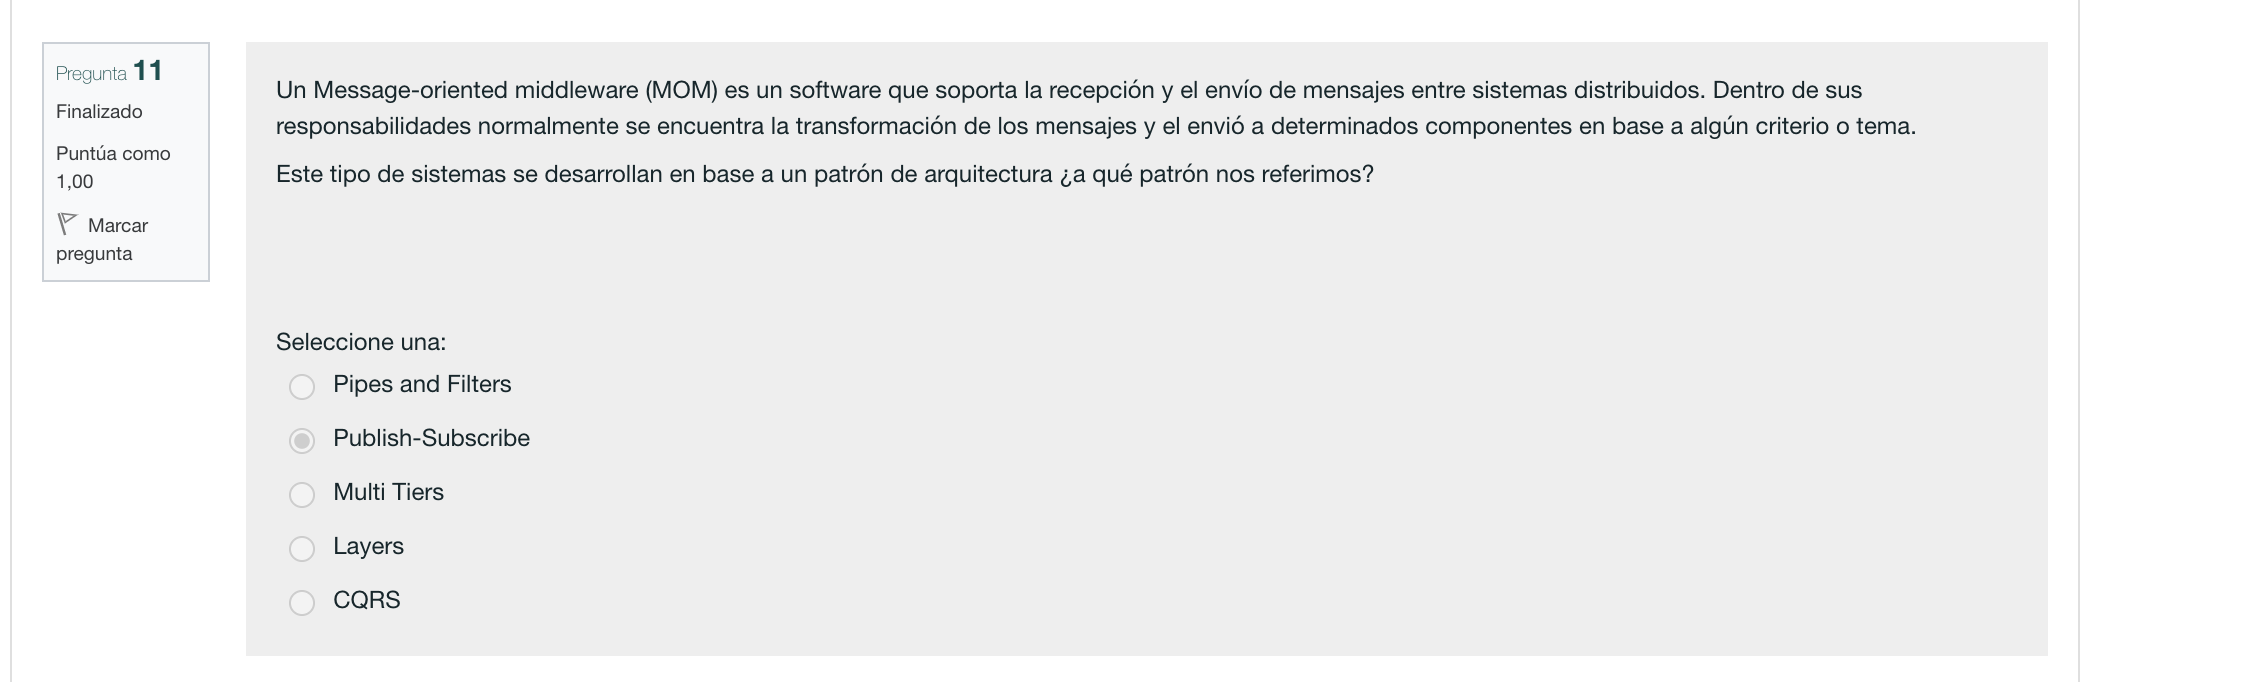 Pregunta 11
Finalizado
Puntúa como
1,00
Marcar
pregunta
Un Message-oriented middleware (MOM) es un software que soporta la recepción y el envío de mensajes entre sistemas distribuidos. Dentro de sus
responsabilidades normalmente se encuentra la transformación de los mensajes y el envió a determinados componentes en base a algún criterio o tema.
Este tipo de sistemas se desarrollan en base a un patrón de arquitectura ¿a qué patrón nos referimos?
Seleccione una:
Pipes and Filters
Publish-Subscribe
Multi Tiers
Layers
CQRS